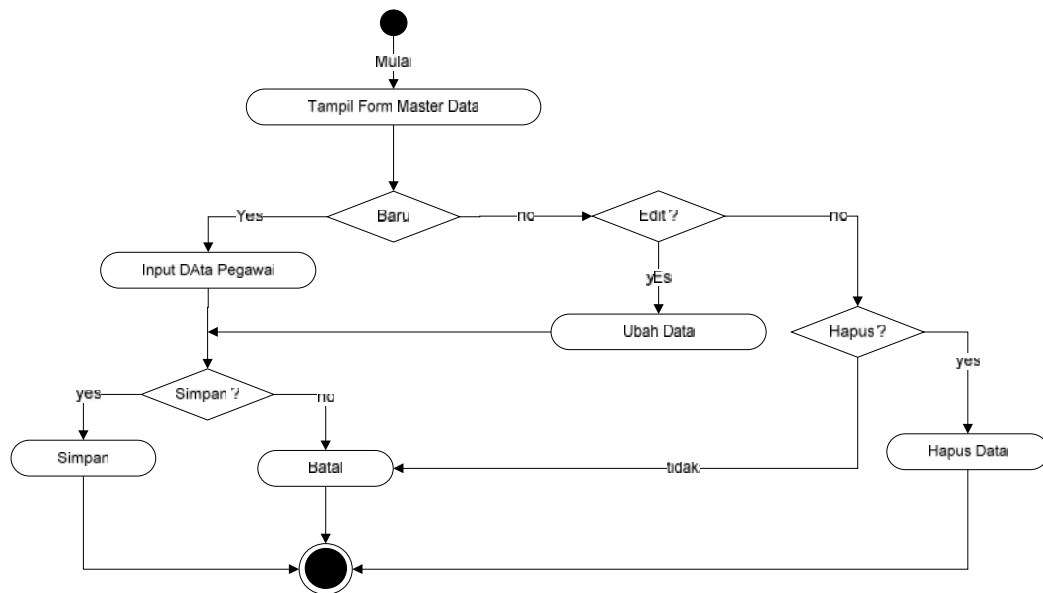 Mulai
Tampil Form Master Data
Yes
Baru
no
Edit ?
no
Input DAta Pegawai
yEs
Ubah Data
Hapus ?
yes
Simpan ?
yes
no
Simpan
Batal
tidak
Hapus Data